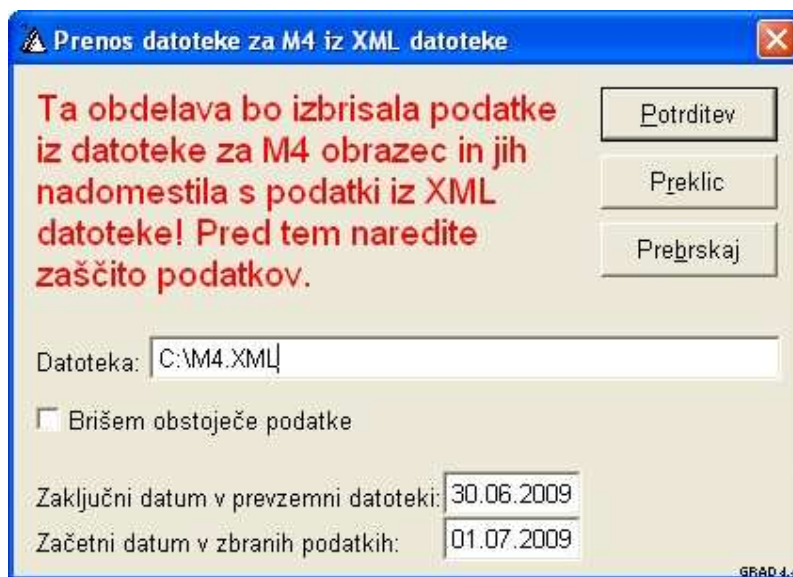 Prenos datoteke za M4 iz XML datoteke
Ta obdelava bo izbrisala podatke
iz datoteke za M4 obrazec in jih
nadomestila s podatki iz XML
datoteke! Pred tem naredite
zaščito podatkov.
Potrditev
Preklic
Prebrskaj
Datoteka: C:\M4.XML
Brišem obstoječe podatke
Zaključni datum v prevzemni datoteki: 30.06.2009
Začetni datum v zbranih podatkih: 01.07.2009